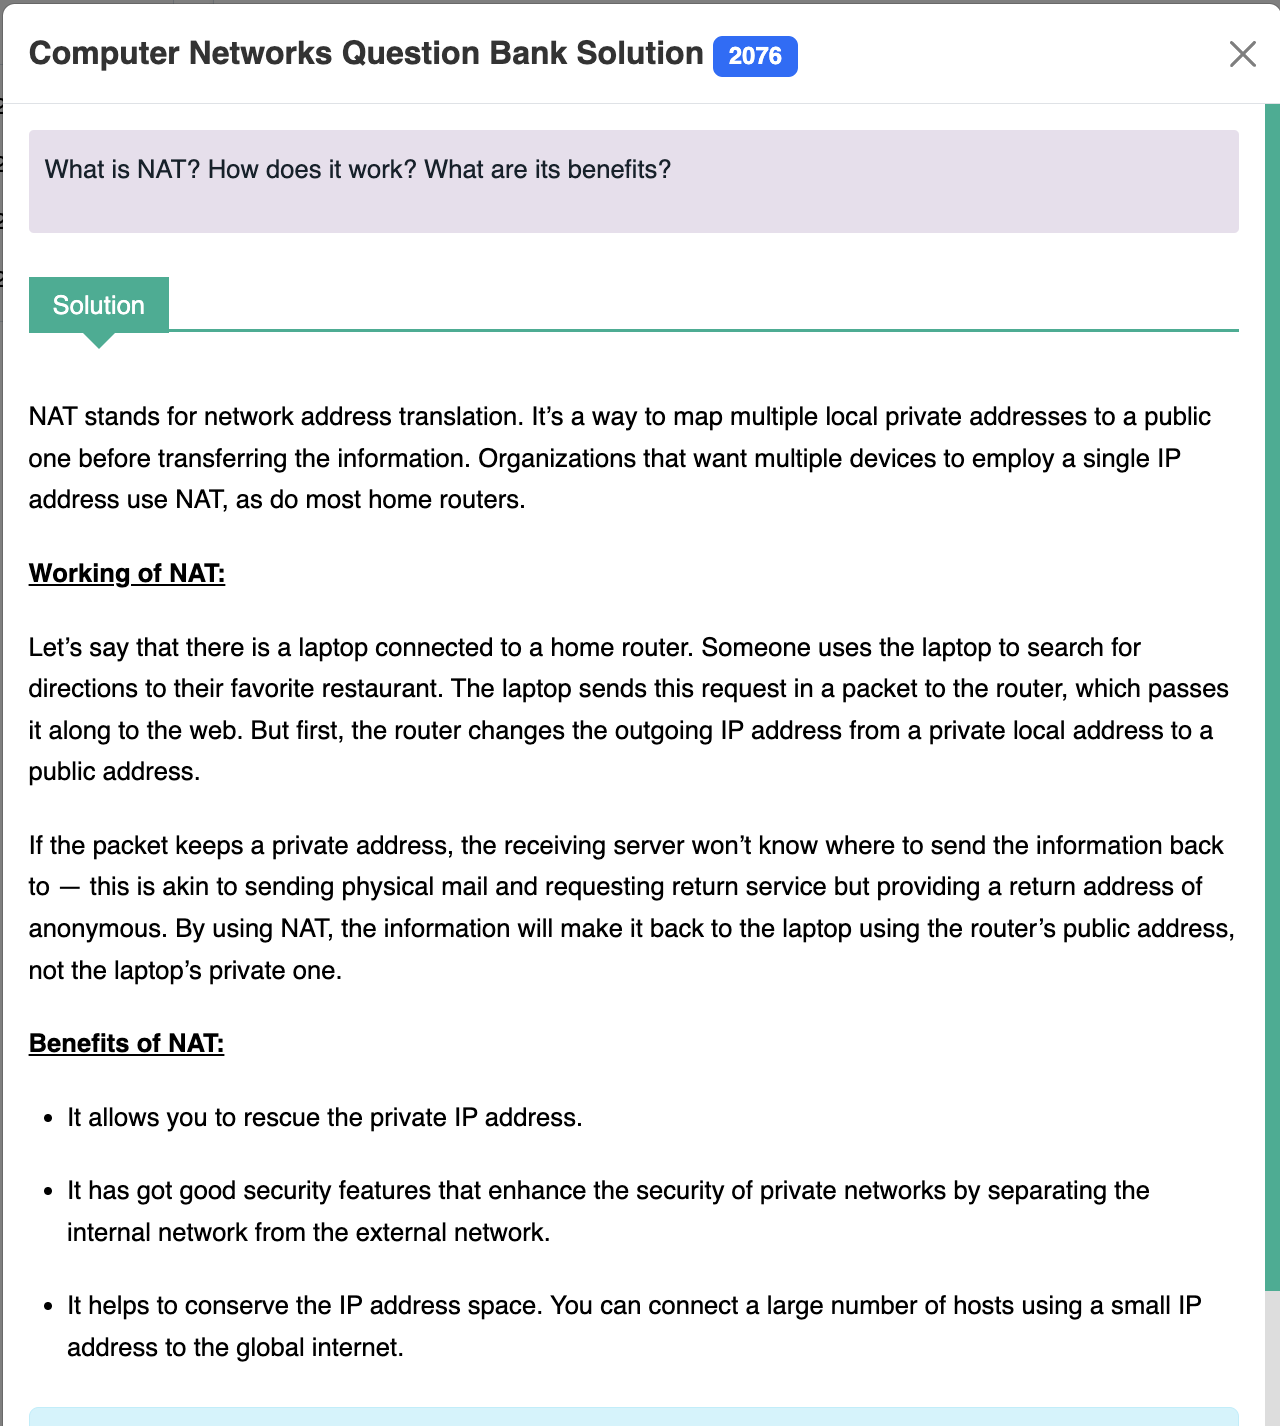 Computer Networks Question Bank Solution 2076
What is NAT? How does it work? What are its benefits?
Solution
NAT stands for network address translation. It’s a way to map multiple local private addresses to a public
one before transferring the information. Organizations that want multiple devices to employ a single IP
address use NAT, as do most home routers.
Working of NAT:
Let’s say that there is a laptop connected to a home router. Someone uses the laptop to search for
directions to their favorite restaurant. The laptop sends this request in a packet to the router, which passes
it along to the web. But first, the router changes the outgoing IP address from a private local address to a
public address.
If the packet keeps a private address, the receiving server won’t know where to send the information back
to — this is akin to sending physical mail and requesting return service but providing a return address of
anonymous. By using NAT, the information will make it back to the laptop using the router’s public address,
not the laptop’s private one.
Benefits of NAT:
• It allows you to rescue the private IP address.
• It has got good security features that enhance the security of private networks by separating the
internal network from the external network.
• It helps to conserve the IP address space. You can connect a large number of hosts using a small IP
address to the global internet.